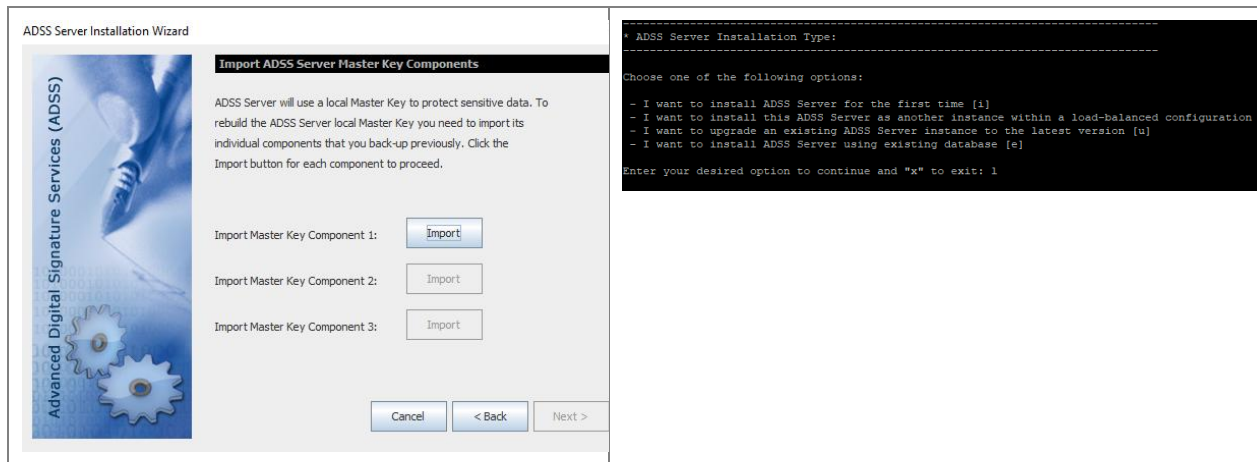 ADSS Server Installation Wizard
Advanced Digital Signature Services (ADSS)
Import ADSS Server Master Key Components
ADSS Server will use a local Master Key to protect sensitive data. To
rebuild the ADSS Server local Master Key you need to import its
individual components that you back-up previously. Click the
Import button for each component to proceed.
Import Master Key Component 1: Import
Import Master Key Component 2: Import
Import Master Key Component 3: Import
Cancel < Back Next >
* ADSS Server Installation Type:
Choose one of the following options:
- I want to install ADSS Server for the first time [i]
- I want to install this ADSS Server as another instance within a load-balanced configuration
- I want to upgrade an existing ADSS Server instance to the latest version [u]
- I want to install ADSS Server using existing database [e]
Enter your desired option to continue and "x" to exit: l